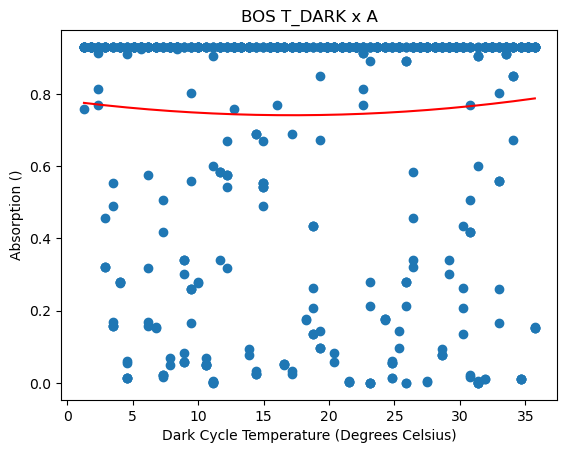 BOS T_DARK x A
Absorption ()
0.8
0.6
0.4
0.2
0.0
0 5 10 15 20 25 30 35
Dark Cycle Temperature (Degrees Celsius)